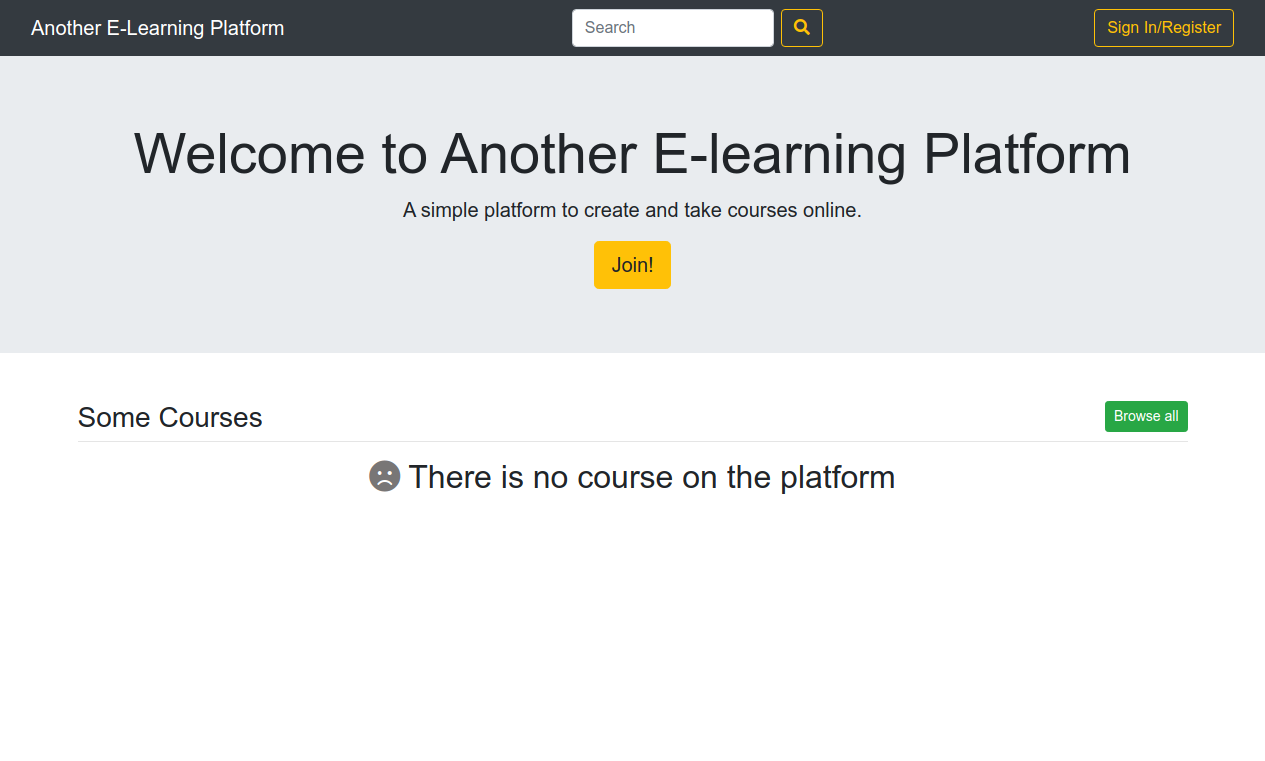 Another E-Learning Platform
Search
Sign In/Register
Welcome to Another E-learning Platform
A simple platform to create and take courses online.
Join!
Some Courses
Browse all
There is no course on the platform